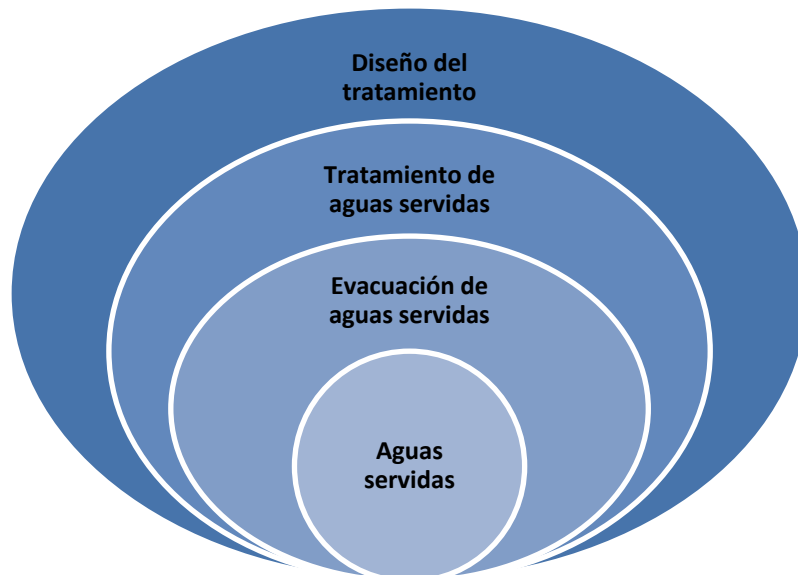 Diseño del
tratamiento
Tratamiento de
aguas servidas
Evacuación de
aguas servidas
Aguas
servidas